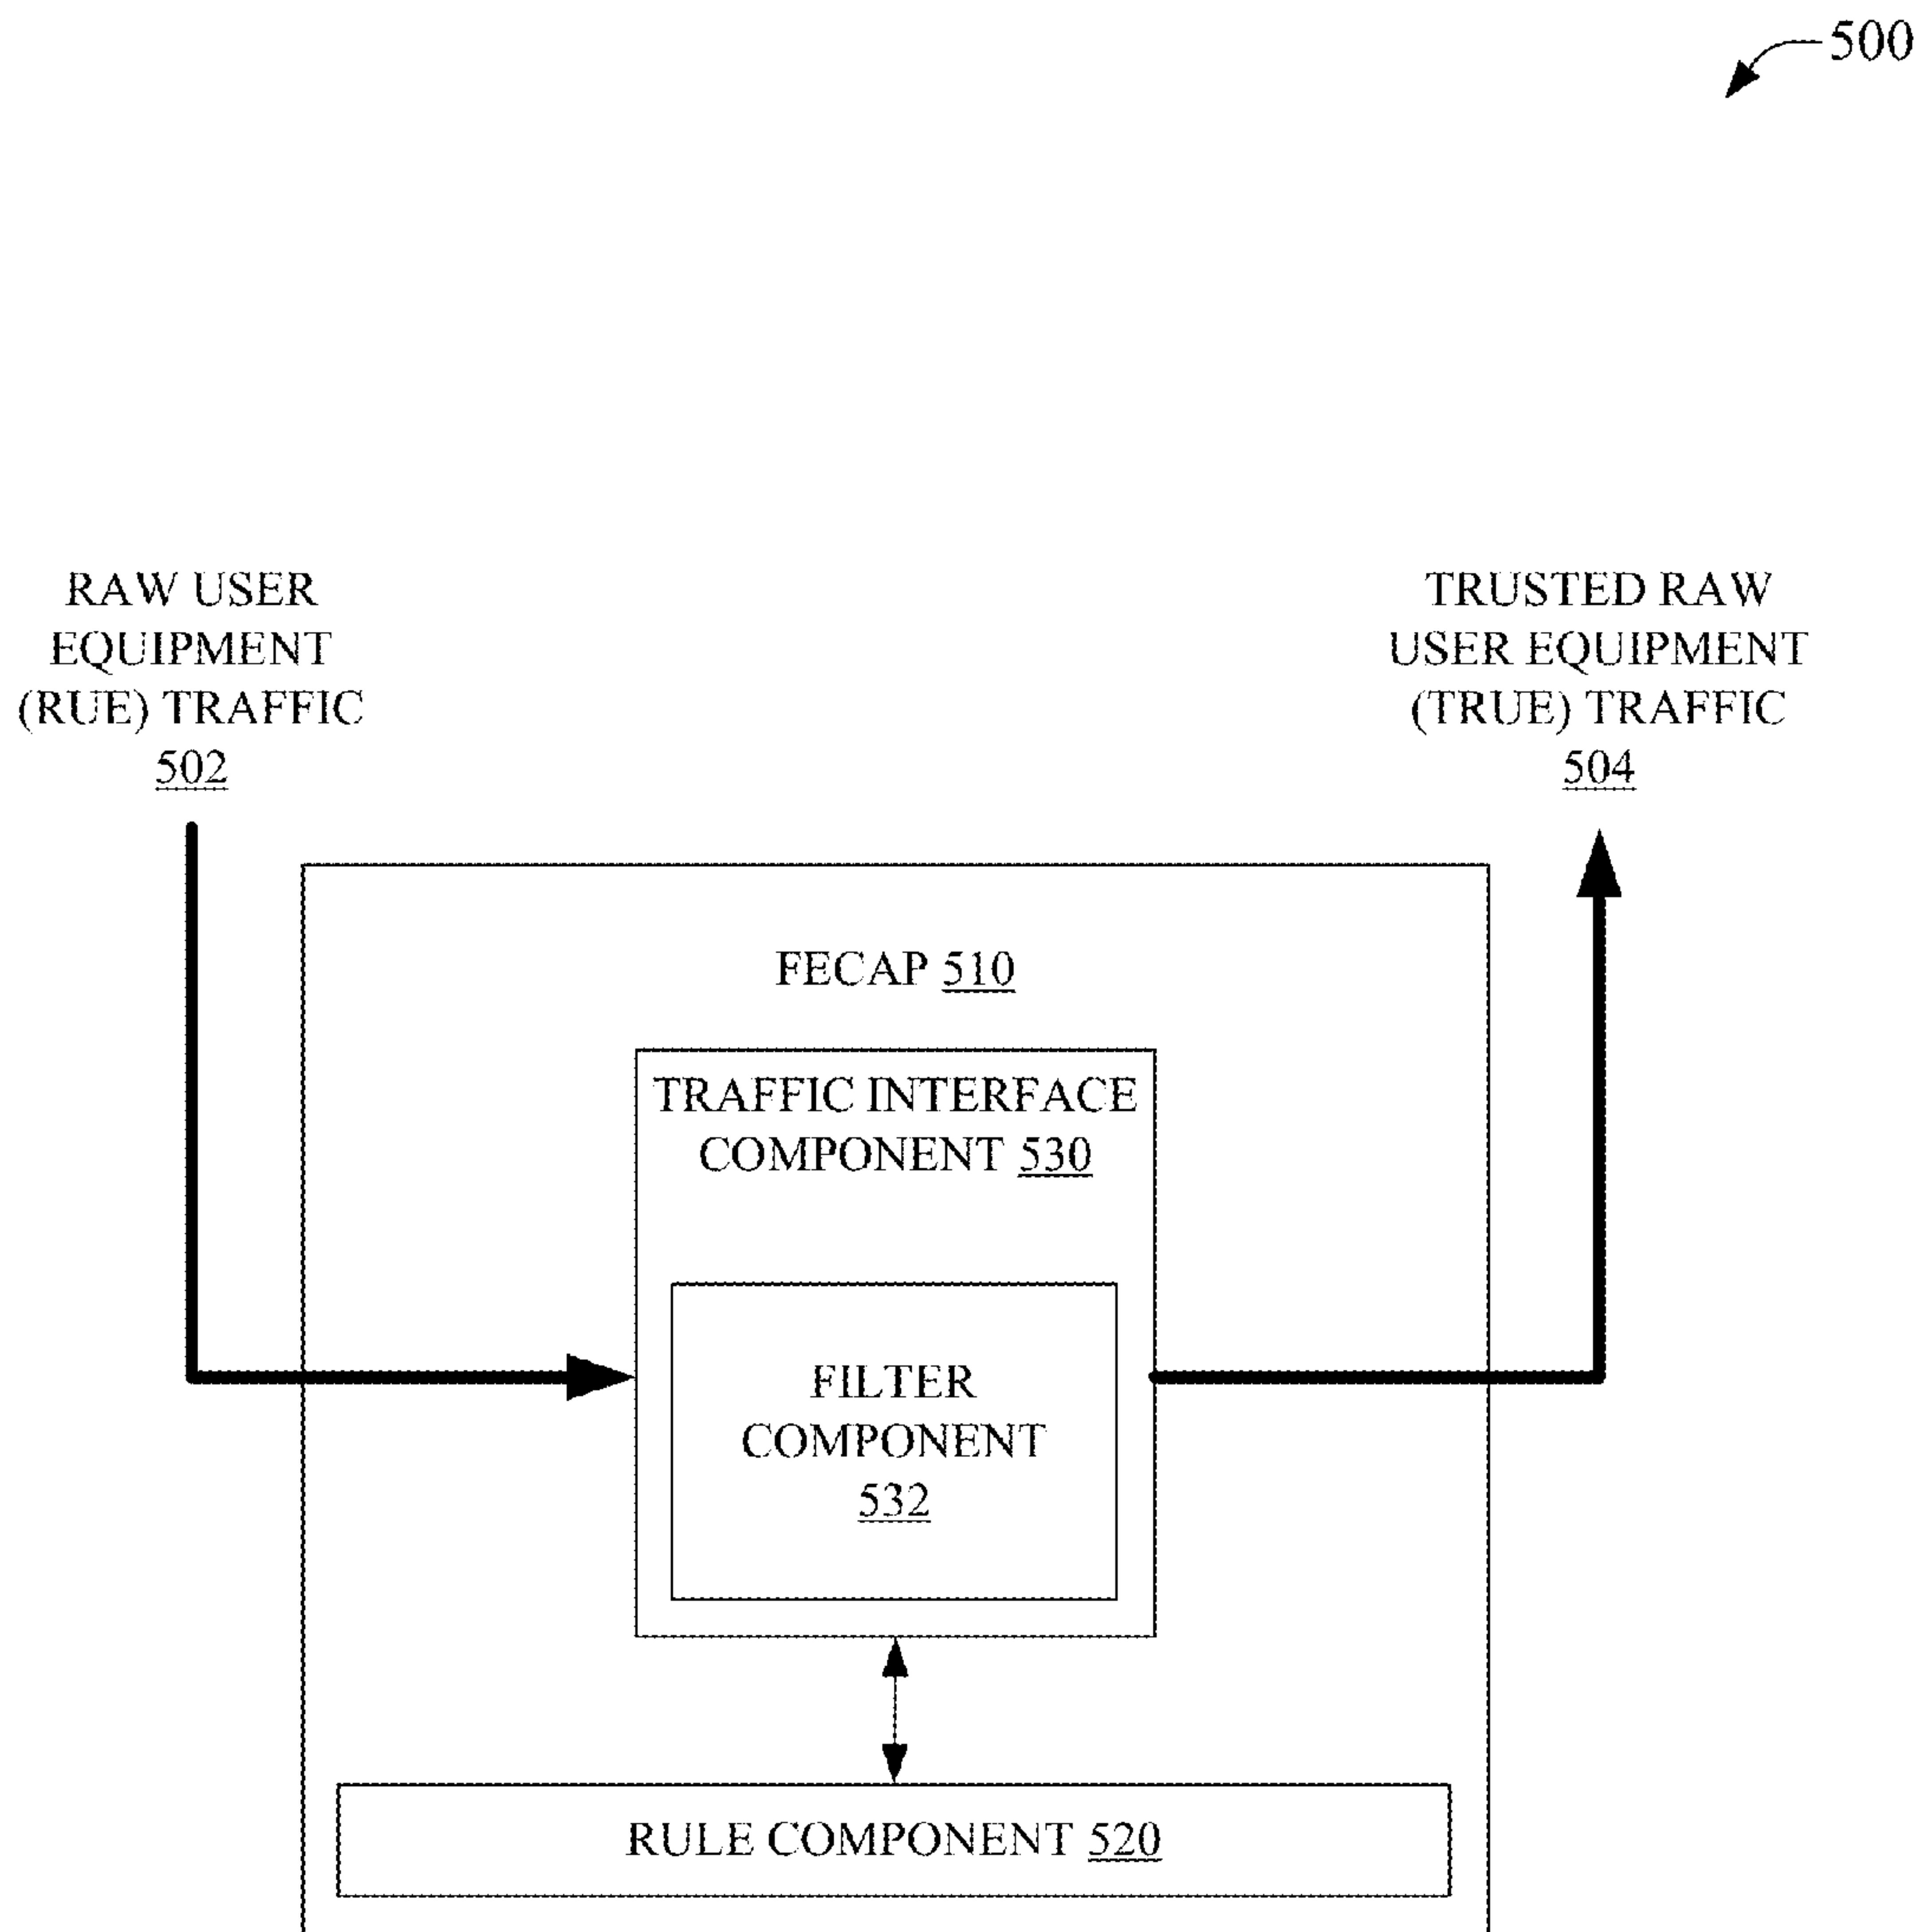 500
RAW USER
EQUIPMENT
(RUE) TRAFFIC
502
TRUSTED RAW
USER EQUIPMENT
(TRUE) TRAFFIC
504
FECAP 510
TRAFFIC INTERFACE
COMPONENT 530
FILTER
COMPONENT
532
RULE COMPONENT 520